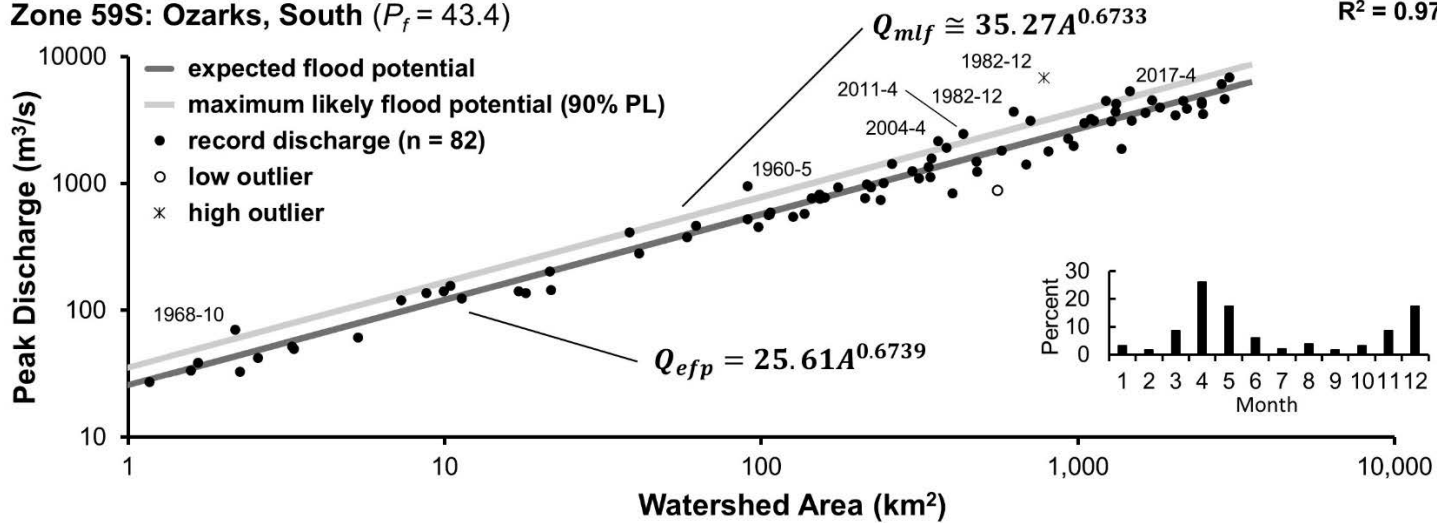 Zone 59S: Ozarks, South (P_f = 43.4)
R² = 0.97
Q_mlf ≅ 35.27A^0.6733
expected flood potential
maximum likely flood potential (90% PL)
record discharge (n = 82)
low outlier
high outlier
10000
1000
100
10
Peak Discharge (m³/s)
1968-10
1960-5
2004-4
2011-4
1982-12
1982-12
2017-4
Q_efp = 25.61A^0.6739
Percent
30
20
10
0
1 2 3 4 5 6 7 8 9 10 11 12
Month
1 10 100 1,000 10,000
Watershed Area (km²)